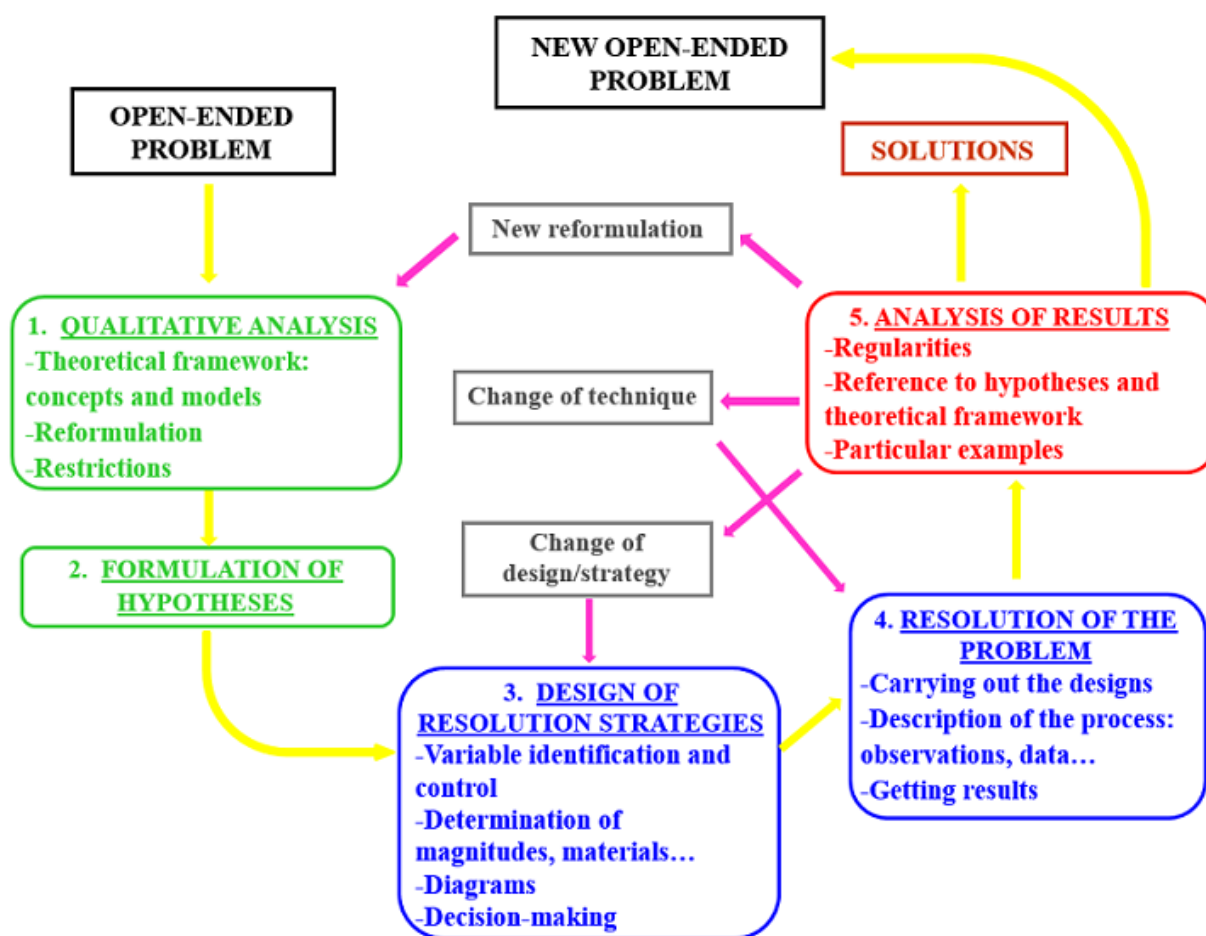 NEW OPEN-ENDED
PROBLEM
OPEN-ENDED
PROBLEM
SOLUTIONS
New reformulation
1. QUALITATIVE ANALYSIS
-Theoretical framework:
concepts and models
-Reformulation
-Restrictions
5. ANALYSIS OF RESULTS
-Regularities
-Reference to hypotheses and
theoretical framework
-Particular examples
Change of technique
Change of
design/strategy
2. FORMULATION OF
HYPOTHESES
3. DESIGN OF
RESOLUTION STRATEGIES
-Variable identification and
control
-Determination of
magnitudes, materials…
-Diagrams
-Decision-making
4. RESOLUTION OF THE
PROBLEM
-Carrying out the designs
-Description of the process:
observations, data…
-Getting results